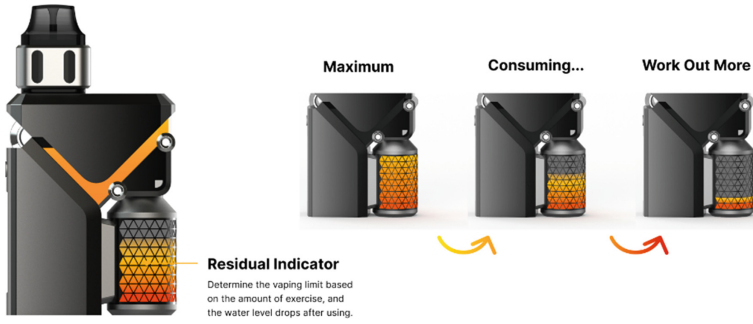 Maximum
Consuming...
Work Out More
Residual Indicator
Determine the vaping limit based
on the amount of exercise, and
the water level drops after using.